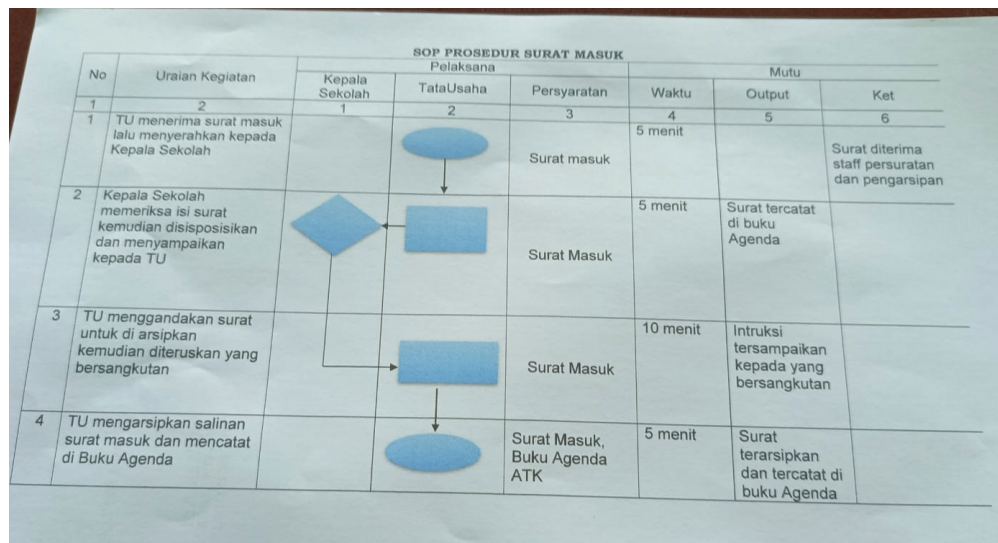 SOP PROSEDUR SURAT MASUK
No
Uraian Kegiatan
Pelaksana
Mutu
Kepala
Sekolah
TataUsaha
Persyaratan
Waktu
Output
Ket
1
2
1
2
3
4
5
6
1
TU menerima surat masuk
lalu menyerahkan kepada
Kepala Sekolah
Surat masuk
5 menit
Surat diterima
staff persuratan
dan pengarsipan
2
Kepala Sekolah
memeriksa isi surat
kemudian disisposisikan
dan menyampaikan
kepada TU
Surat Masuk
5 menit
Surat tercatat
di buku
Agenda
3
TU menggandakan surat
untuk di arsipkan
kemudian diteruskan yang
bersangkutan
Surat Masuk
10 menit
Intruksi
tersampaikan
kepada yang
bersangkutan
4
TU mengarsipkan salinan
surat masuk dan mencatat
di Buku Agenda
Surat Masuk,
Buku Agenda
ATK
5 menit
Surat
terarsipkan
dan tercatat di
buku Agenda